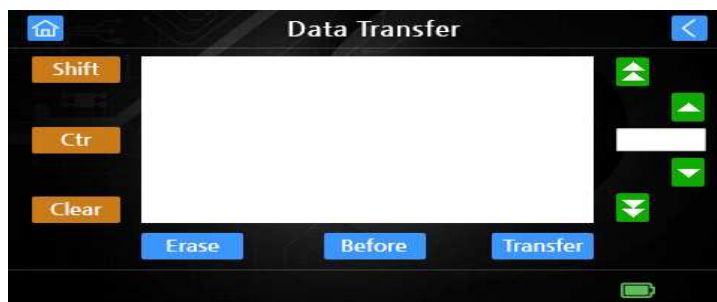 Data Transfer
Shift
Ctr
Clear
Erase Before Transfer